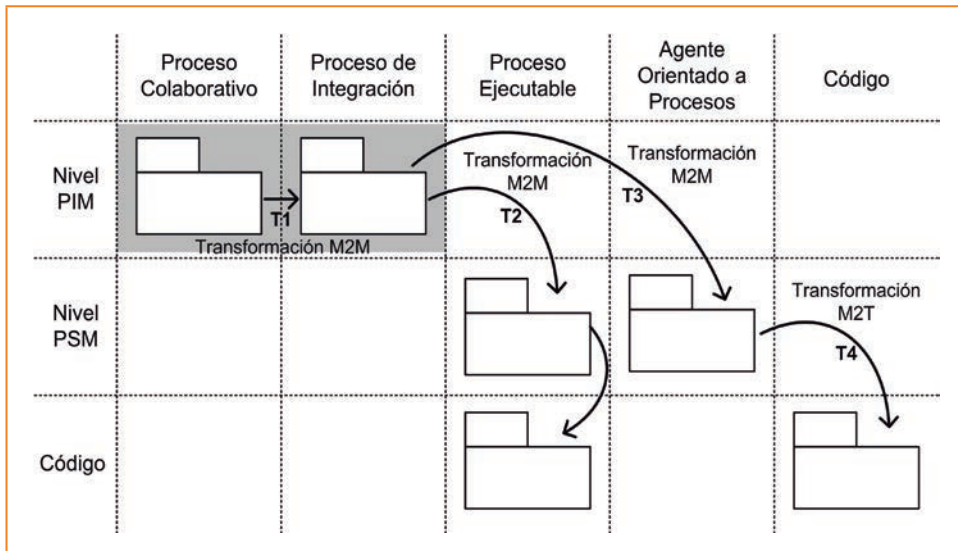 Proceso
Colaborativo
Proceso de
Integración
Proceso
Ejecutable
Agente
Orientado a
Procesos
Código
Nivel
PIM
T1
Transformación M2M
Transformación
M2M
T2
Transformación
M2M
T3
Nivel
PSM
Transformación
M2T
T4
Código